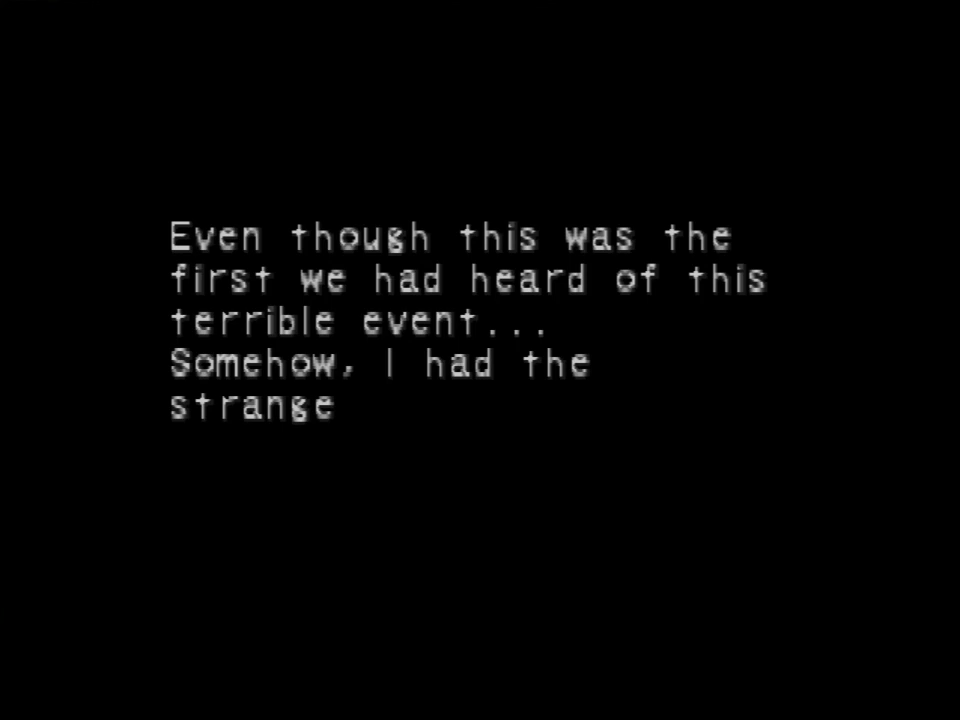 Even though this was the
first we had heard of this
terrible event...
Somehow, I had the
strange